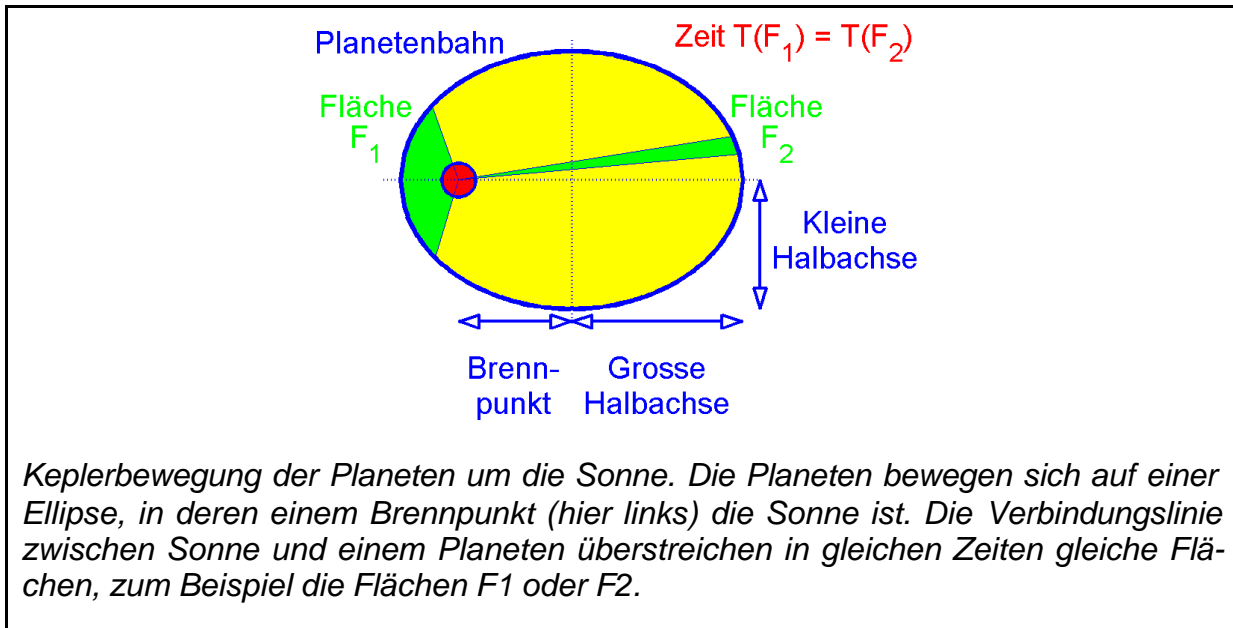 Planetenbahn
Zeit T(F1) = T(F2)
Fläche
F1
Fläche
F2
Kleine
Halbachse
Brenn-
punkt
Grosse
Halbachse
Keplerbewegung der Planeten um die Sonne. Die Planeten bewegen sich auf einer
Ellipse, in deren einem Brennpunkt (hier links) die Sonne ist. Die Verbindungslinie
zwischen Sonne und einem Planeten überstreichen in gleichen Zeiten gleiche Flä-
chen, zum Beispiel die Flächen F1 oder F2.